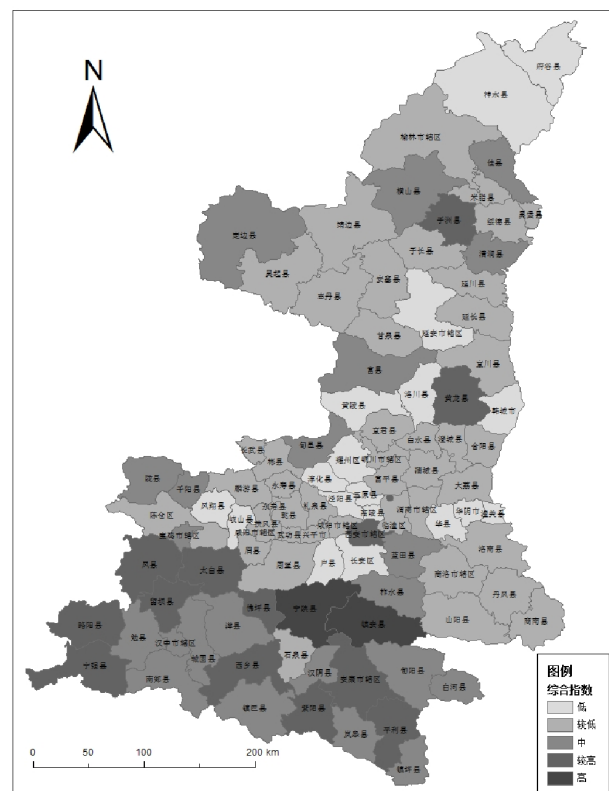 N
府谷县
神木县
榆林市辖区
佳县
横山县
米脂县
子洲县
绥德县
吴堡县
定边县
靖边县
清涧县
子长县
吴起县
安塞县
志丹县
延川县
延长县
延安市辖区
甘泉县
宜川县
富县
洛川县
黄龙县
黄陵县
韩城市
宜君县
长武县
旬邑县
彬县
白水县
澄城县
合阳县
耀州区
铜川市辖区
陇县
千阳县
麟游县
永寿县
淳化县
富平县
蒲城县
大荔县
陈仓区
凤翔县
岐山县
扶风县
乾县
礼泉县
泾阳县
三原县
高陵县
临潼区
渭南市辖区
华县
华阴市
潼关县
宝鸡市辖区
武功县
兴平市
咸阳市辖区
西安市辖区
眉县
周至县
户县
长安区
蓝田县
洛南县
凤县
太白县
商洛市辖区
丹凤县
留坝县
佛坪县
宁陕县
柞水县
镇安县
山阳县
商南县
略阳县
勉县
汉中市辖区
洋县
城固县
石泉县
宁强县
南郑县
西乡县
汉阴县
安康市辖区
旬阳县
白河县
镇巴县
紫阳县
岚皋县
平利县
镇坪县
图例
综合指数
低
较低
中
较高
高
0 50 100 200 km